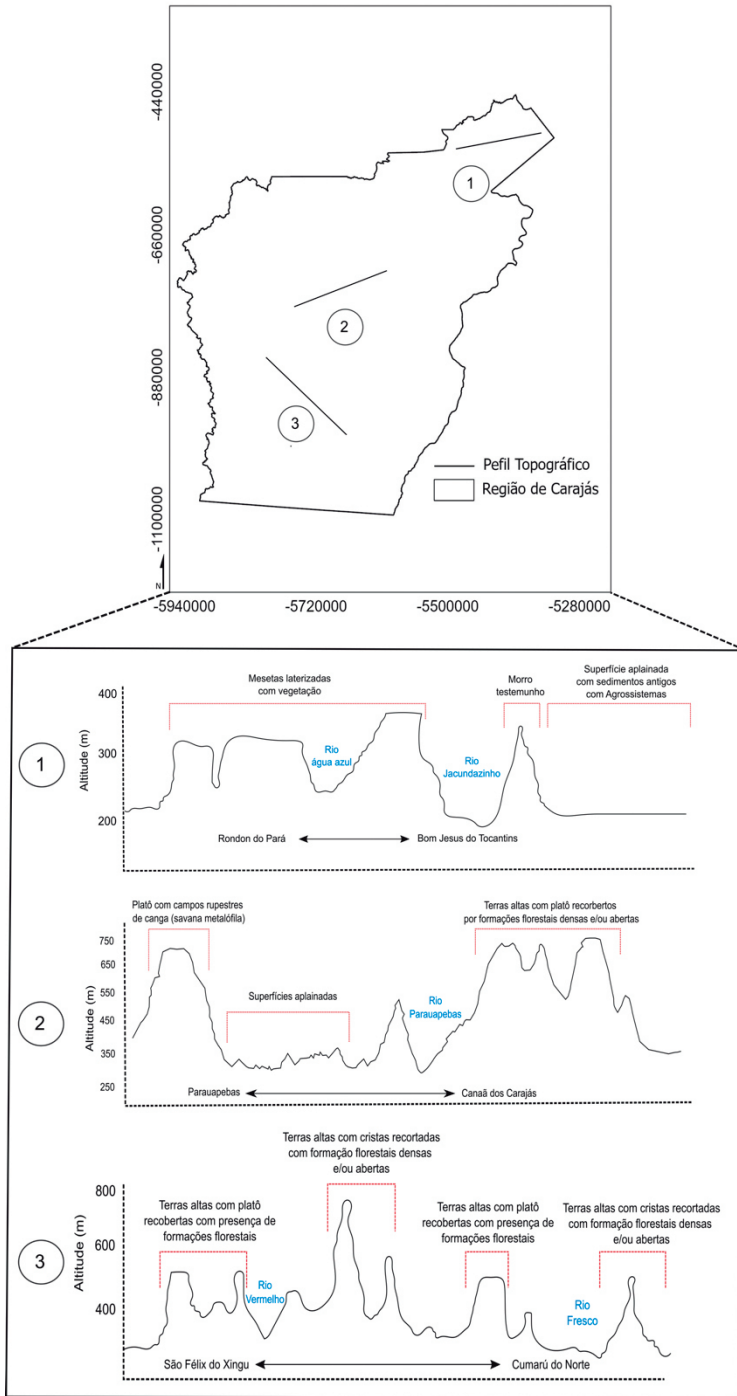 -440000
-660000
-880000
-1100000
1
2
3
Pefil Topográfico
Região de Carajás
N
-5940000
-5720000
-5500000
-5280000
1
Altitude (m)
400
300
200
Mesetas laterizadas
com vegetação
Morro
testemunho
Superfície aplainada
com sedimentos antigos
com Agrossistemas
Rio
água azul
Rio
Jacundazinho
Rondon do Pará
Bom Jesus do Tocantins
2
Altitude (m)
750
650
550
450
350
250
Platô com campos rupestres
de canga (savana metalófila)
Terras altas com platô recorbertos
por formações florestais densas e/ou abertas
Superfícies aplainadas
Rio
Parauapebas
Parauapebas
Canaã dos Carajás
3
Altitude (m)
800
600
400
Terras altas com cristas recortadas
com formação florestais densas
e/ou abertas
Terras altas com platô
recobertas com presença de
formações florestais
Terras altas com platô
recobertas com presença de
formações florestais
Terras altas com cristas recortadas
com formação florestais densas
e/ou abertas
Rio
Vermelho
Rio
Fresco
São Félix do Xingu
Cumarú do Norte